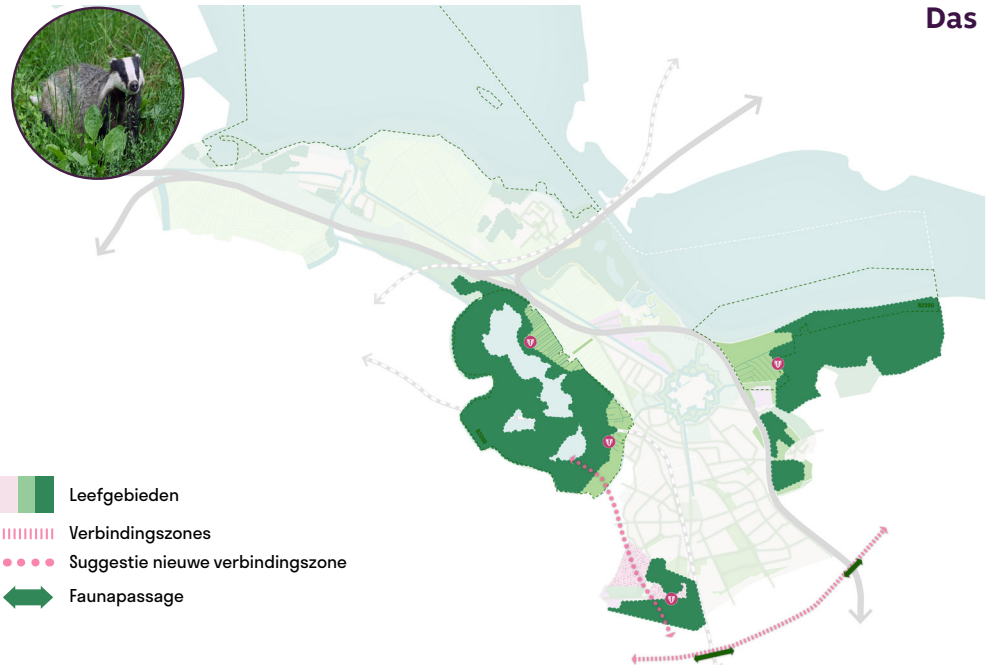 Das
Leefgebieden
Verbindingszones
Suggestie nieuwe verbindingszone
Faunapassage